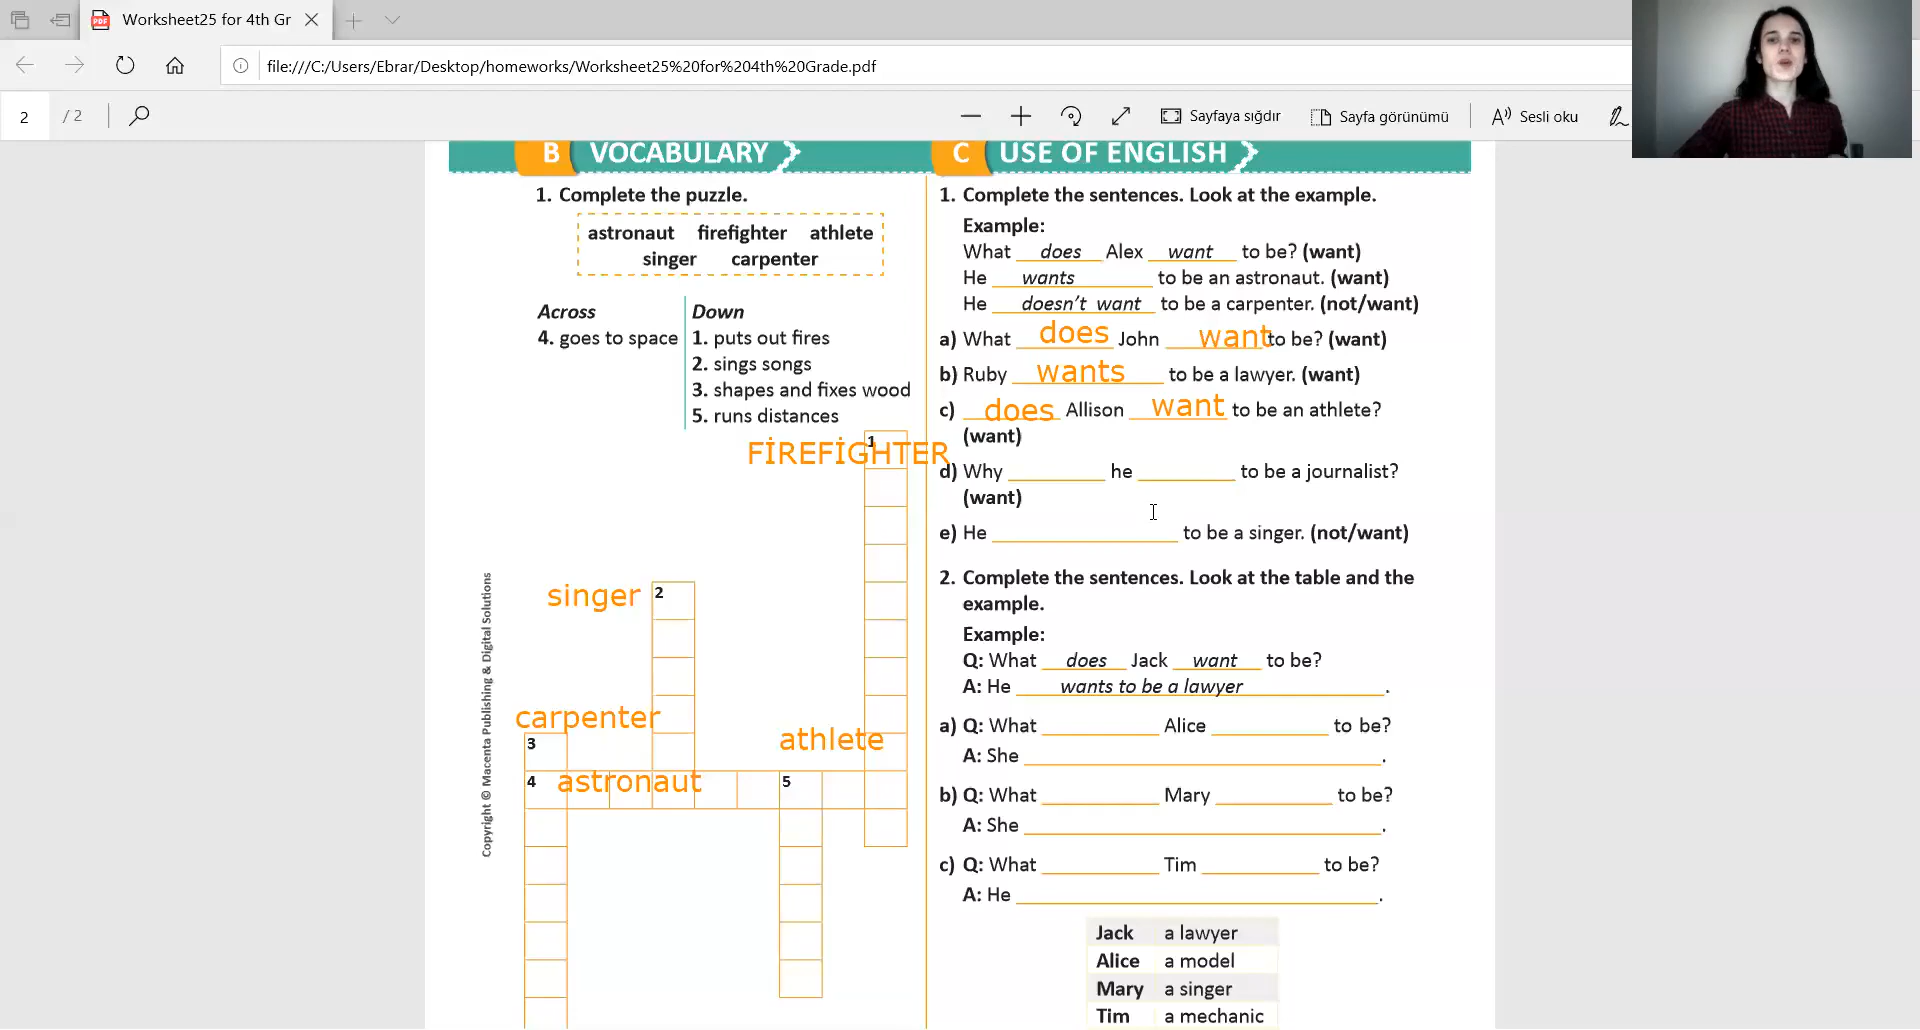 Worksheet25 for 4th Gr
file:///C:/Users/Ebrar/Desktop/homeworks/Worksheet25%20for%204th%20Grade.pdf
2 / 2
Sayfaya sığdır
Sayfa görünümü
Sesli oku
B VOCABULARY
1. Complete the puzzle.
astronaut firefighter athlete
singer carpenter
Across
4. goes to space
Down
1. puts out fires
2. sings songs
3. shapes and fixes wood
5. runs distances
1
FİREFİGHTER
singer
2
carpenter
3
athlete
4
astronaut
5
Copyright © Macenta Publishing & Digital Solutions
C USE OF ENGLISH
1. Complete the sentences. Look at the example.
Example:
What does Alex want to be? (want)
He wants to be an astronaut. (want)
He doesn't want to be a carpenter. (not/want)
a) What does John want to be? (want)
b) Ruby wants to be a lawyer. (want)
c) does Allison want to be an athlete?
(want)
d) Why he to be a journalist?
(want)
e) He to be a singer. (not/want)
2. Complete the sentences. Look at the table and the
example.
Example:
Q: What does Jack want to be?
A: He wants to be a lawyer.
a) Q: What Alice to be?
A: She .
b) Q: What Mary to be?
A: She .
c) Q: What Tim to be?
A: He .
Jack a lawyer
Alice a model
Mary a singer
Tim a mechanic